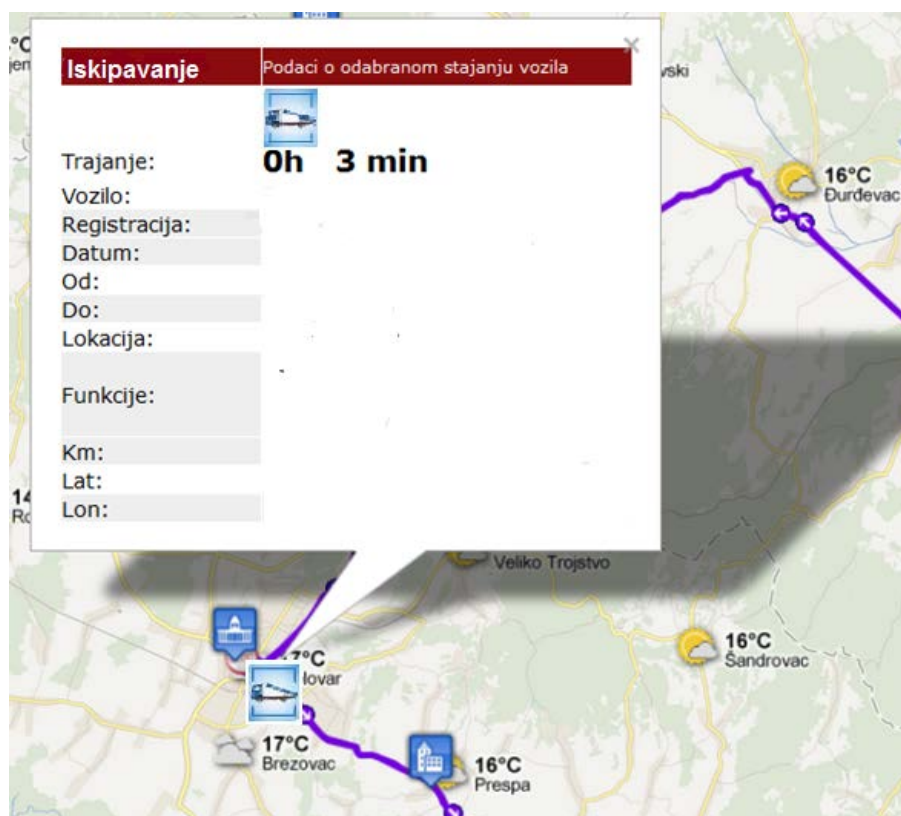 Iskipavanje
Podaci o odabranom stajanju vozila
Trajanje: 0h 3 min
Vozilo:
Registracija:
Datum:
Od:
Do:
Lokacija:
Funkcije:
Km:
Lat:
Lon:
16°C
Đurđevac
Veliko Trojstvo
16°C
Šandrovac
17°C
Brezovac
16°C
Prespa